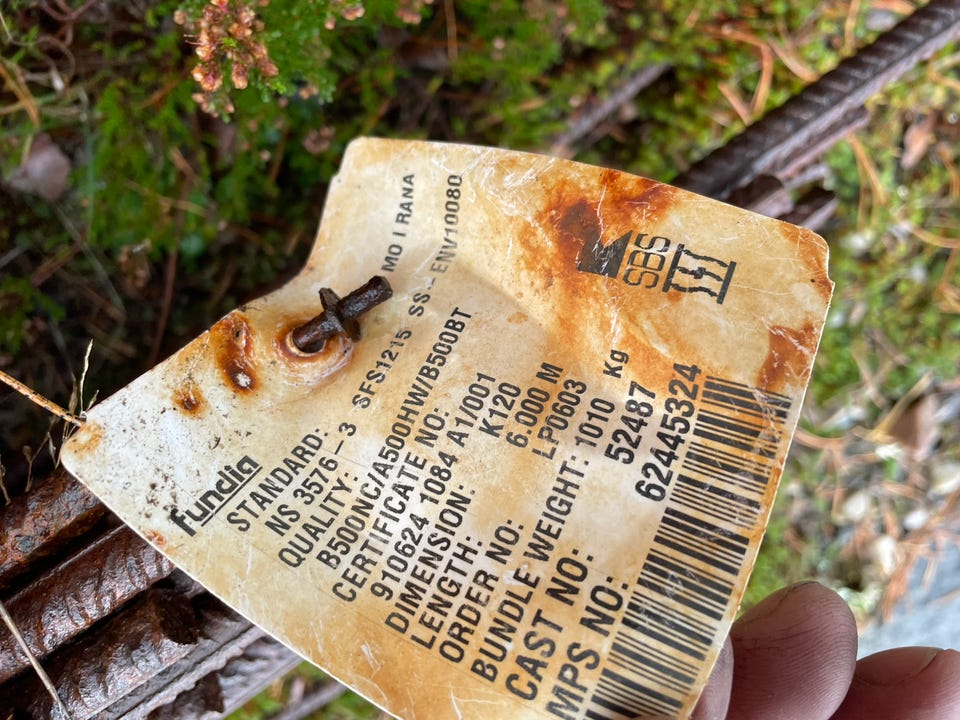 fundia
MO I RANA
STANDARD:
NS 3576-3 SFS1215 SS-ENV10080
QUALITY:
B500NC/A500HW/B500BT
CERTIFICATE NO:
910624 1084 A1/001
DIMENSION: K120
LENGTH: 6.000 M
ORDER NO: LP0603
BUNDLE WEIGHT: 1010 Kg
CAST NO: 52487
MPS NO: 62445324
SBS